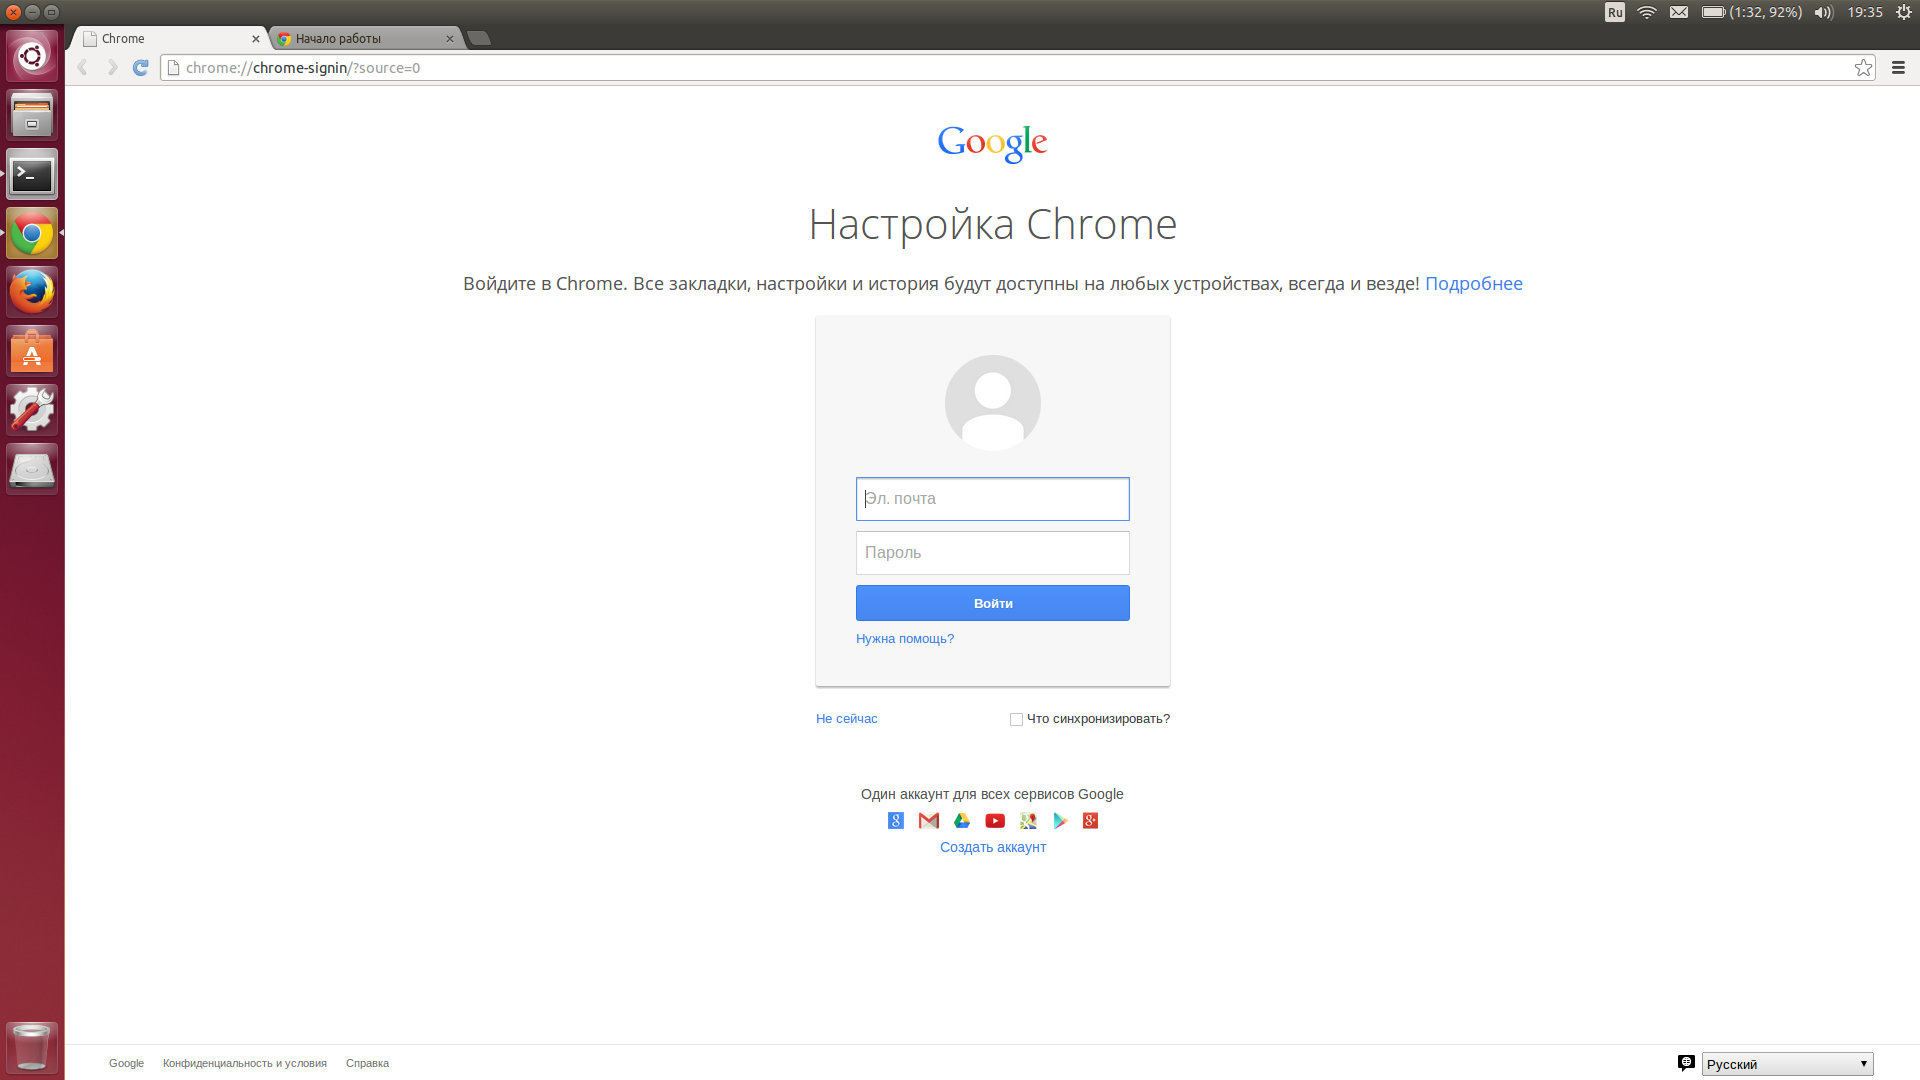 Ru (1:32, 92%) 19:35
Chrome
Начало работы
chrome://chrome-signin/?source=0
Google
Настройка Chrome
Войдите в Chrome. Все закладки, настройки и история будут доступны на любых устройствах, всегда и везде! Подробнее
Эл. почта
Пароль
Войти
Нужна помощь?
Не сейчас
Что синхронизировать?
Один аккаунт для всех сервисов Google
Создать аккаунт
Google Конфиденциальность и условия Справка
Русский